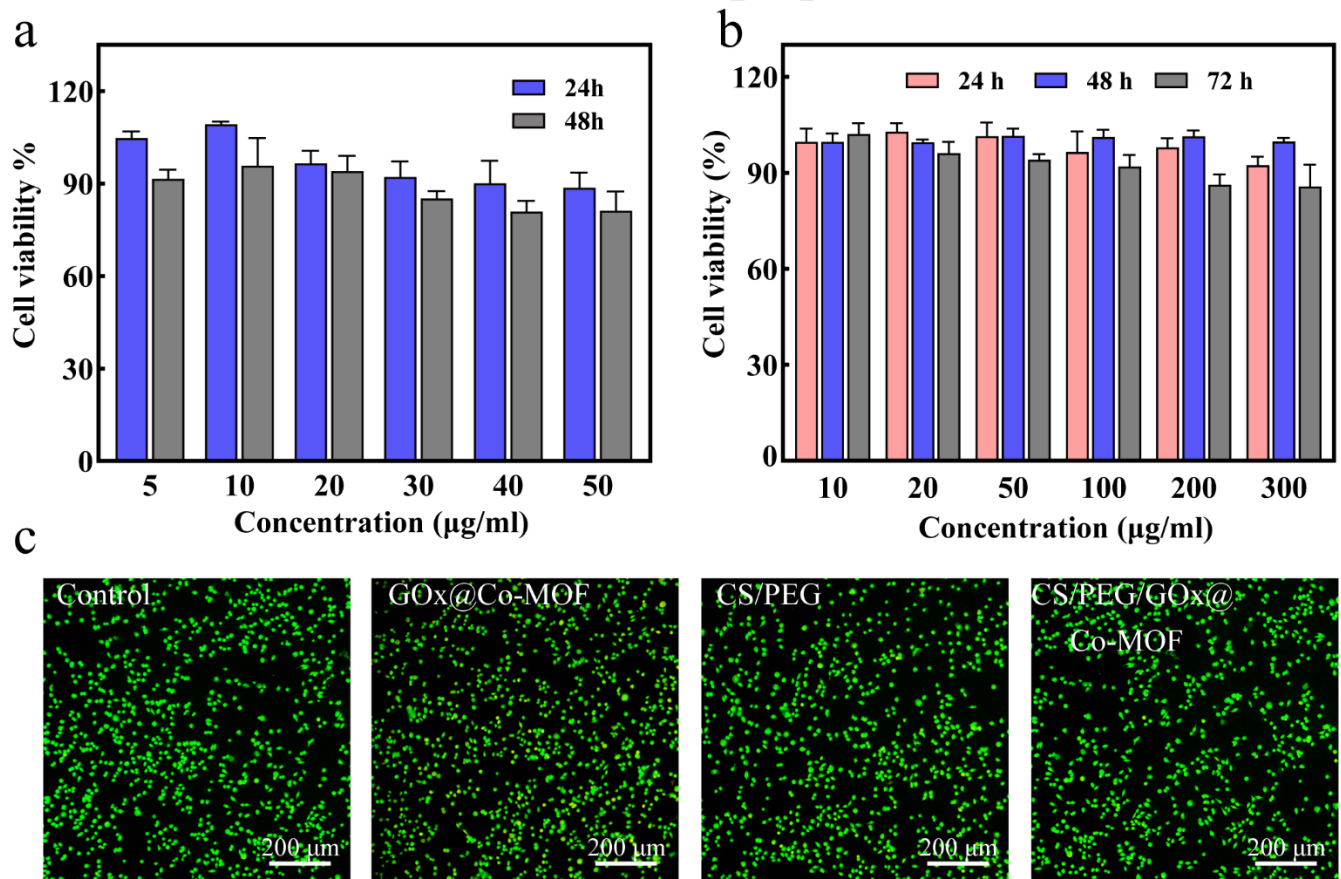 a
120
90
60
30
0
Cell viability %
24h
48h
5 10 20 30 40 50
Concentration (μg/ml)
b
120
90
60
30
0
Cell viability (%)
24 h 48 h 72 h
10 20 50 100 200 300
Concentration (μg/ml)
c
Control
200 μm
GOx@Co-MOF
200 μm
CS/PEG
200 μm
CS/PEG/GOx@
Co-MOF
200 μm